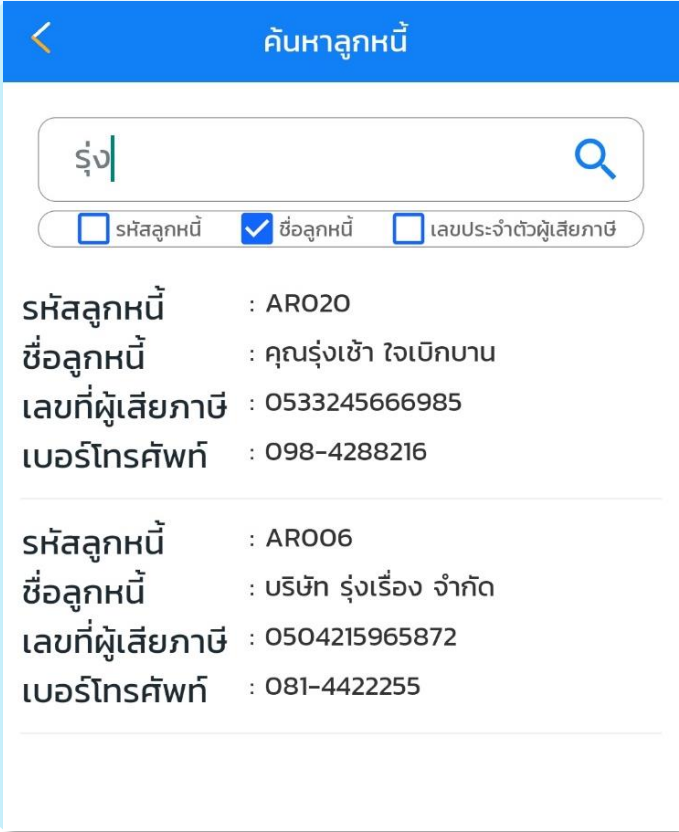 ค้นหาลูกหนี้
รุ่ง
รหัสลูกหนี้ ชื่อลูกหนี้ เลขประจำตัวผู้เสียภาษี
รหัสลูกหนี้ : AR020
ชื่อลูกหนี้ : คุณรุ่งเช้า ใจเบิกบาน
เลขที่ผู้เสียภาษี : 0533245666985
เบอร์โทรศัพท์ : 098-4288216
รหัสลูกหนี้ : AR006
ชื่อลูกหนี้ : บริษัท รุ่งเรื่อง จำกัด
เลขที่ผู้เสียภาษี : 0504215965872
เบอร์โทรศัพท์ : 081-4422255